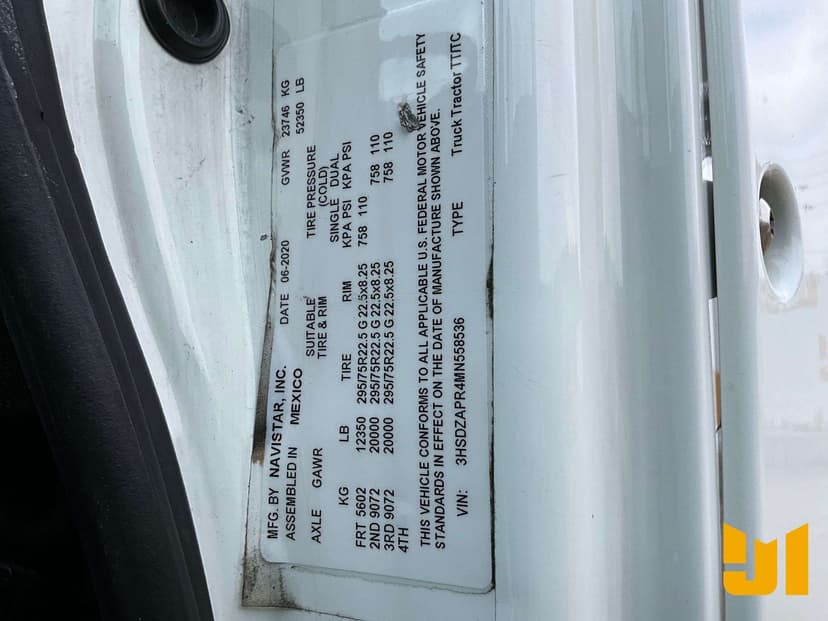 MFG. BY NAVISTAR, INC. DATE 06-2020 GVWR 23746 KG
ASSEMBLED IN MEXICO 52350 LB
SUITABLE TIRE PRESSURE
AXLE GAWR TIRE & RIM (COLD)
SINGLE DUAL
KG LB TIRE RIM KPA PSI KPA PSI
FRT 5602 12350 295/75R22.5 G 22.5x8.25 758 110
2ND 9072 20000 295/75R22.5 G 22.5x8.25 758 110
3RD 9072 20000 295/75R22.5 G 22.5x8.25 758 110
4TH
THIS VEHICLE CONFORMS TO ALL APPLICABLE U.S. FEDERAL MOTOR VEHICLE SAFETY
STANDARDS IN EFFECT ON THE DATE OF MANUFACTURE SHOWN ABOVE.
VIN: 3HSDZAPR4MN558536 TYPE Truck Tractor TT/TC